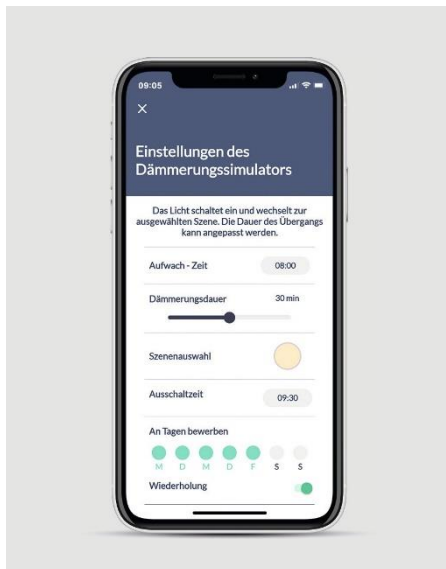 09:05
Einstellungen des
Dämmerungssimulators
Das Licht schaltet ein und wechselt zur
ausgewählten Szene. Die Dauer des Übergangs
kann angepasst werden.
Aufwach - Zeit 08:00
Dämmerungsdauer 30 min
Szenenauswahl
Ausschaltzeit 09:30
An Tagen bewerben
M D M D F S S
Wiederholung